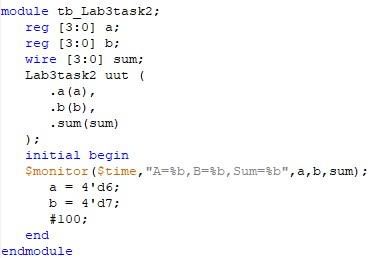 module tb_Lab3task2;
reg [3:0] a;
reg [3:0] b;
wire [3:0] sum;
Lab3task2 uut (
.a(a),
.b(b),
.sum(sum)
);
initial begin
$monitor($time,"A=%b,B=%b,Sum=%b",a,b,sum);
a = 4'd6;
b = 4'd7;
#100;
end
endmodule